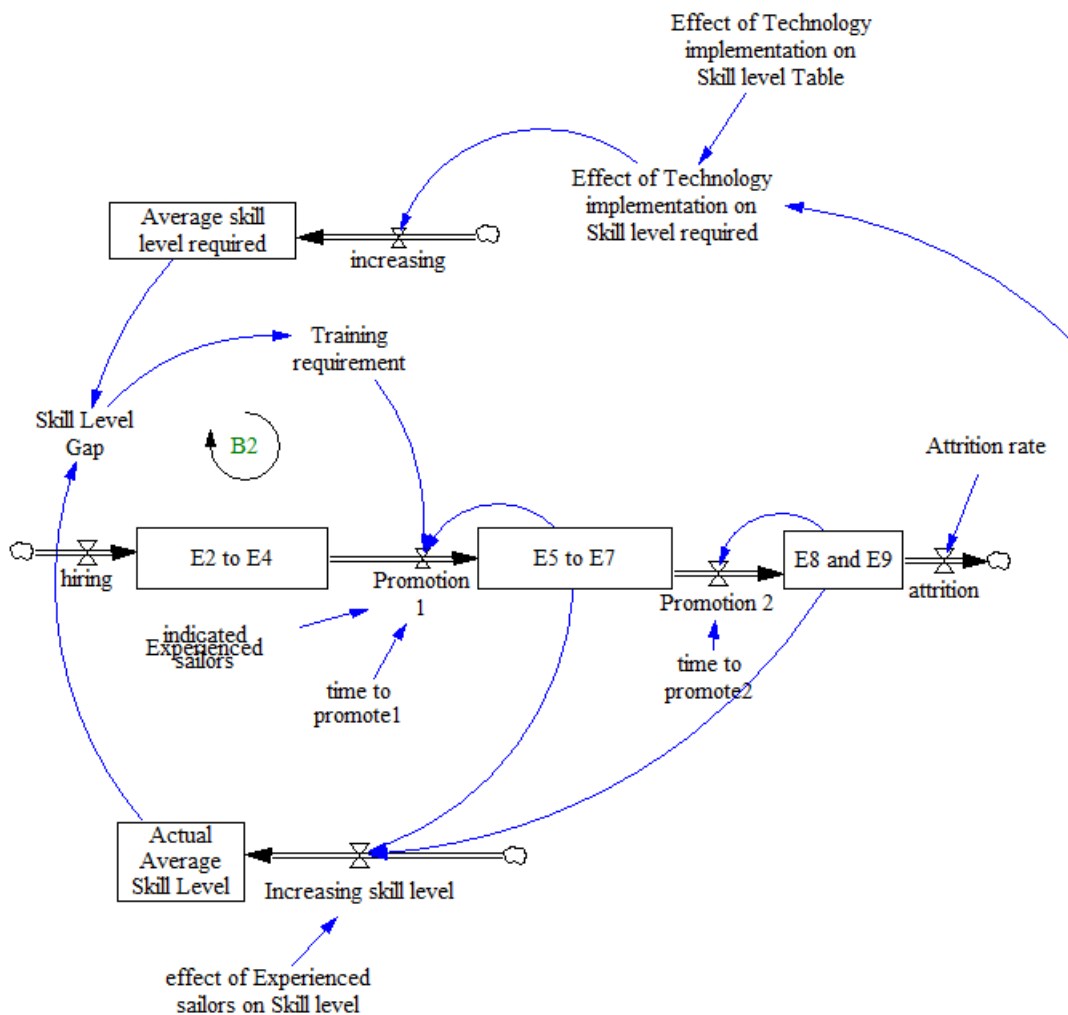 Effect of Technology
implementation on
Skill level Table
Effect of Technology
implementation on
Skill level required
Average skill
level required
increasing
Training
requirement
Skill Level
Gap
B2
Attrition rate
E2 to E4
E5 to E7
E8 and E9
hiring
Promotion
1
Promotion 2
attrition
indicated
Experienced
sailors
time to
promote1
time to
promote2
Actual
Average
Skill Level
Increasing skill level
effect of Experienced
sailors on Skill level